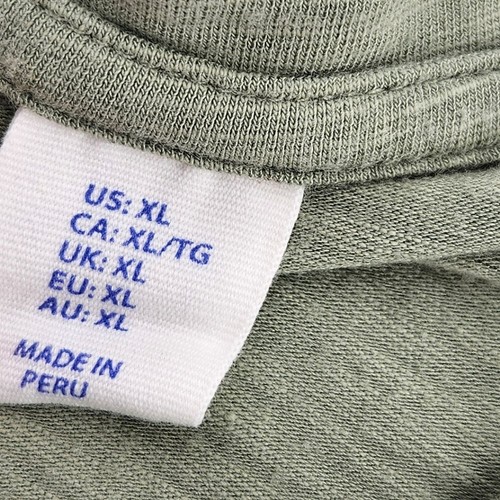 US: XL
CA: XL/TG
UK: XL
EU: XL
AU: XL
MADE IN
PERU